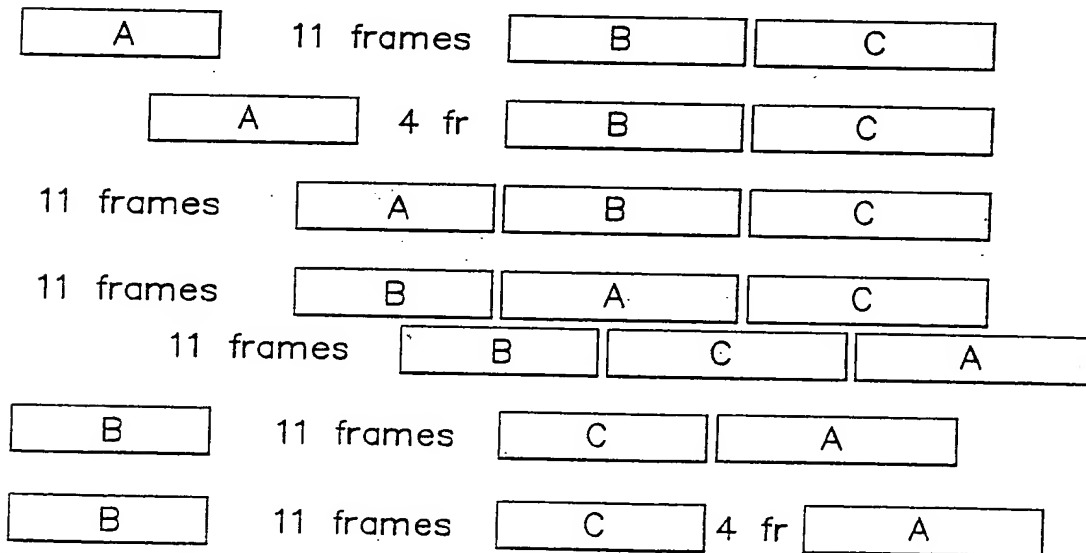 A 11 frames B C
A 4 fr B C
11 frames A B C
11 frames B A C
11 frames B C A
B 11 frames C A
B 11 frames C 4 fr A